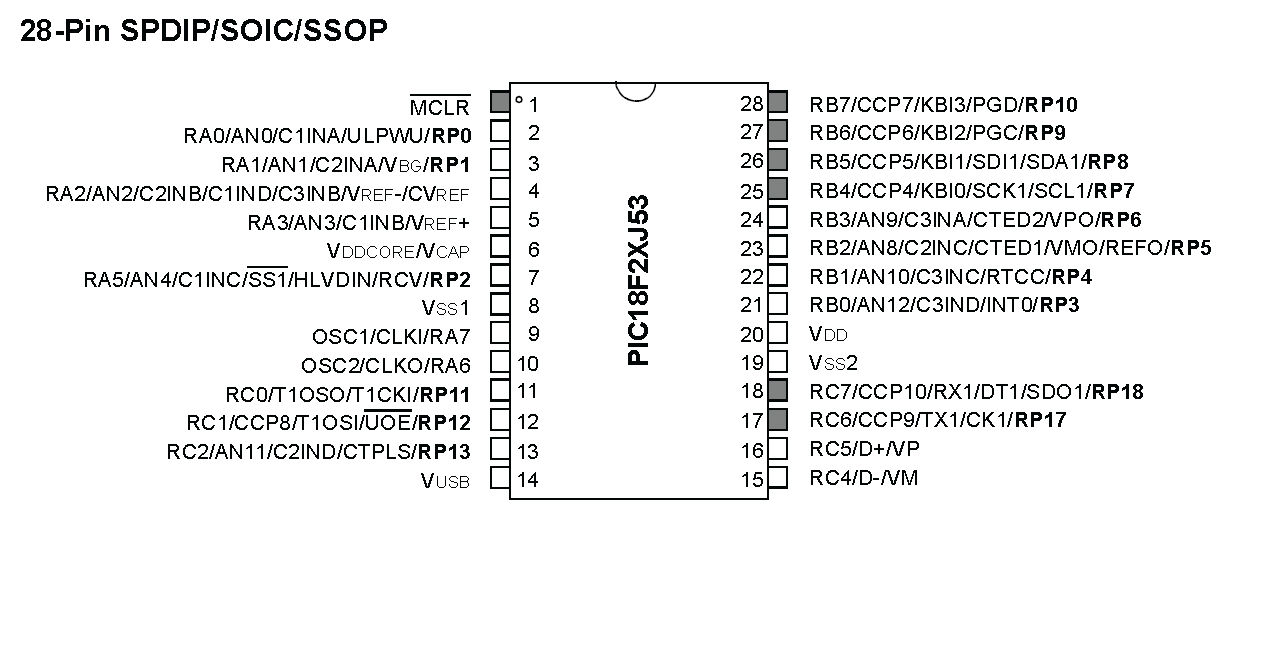 28-Pin SPDIP/SOIC/SSOP
MCLR 1 28 RB7/CCP7/KBI3/PGD/RP10
RA0/AN0/C1INA/ULPWU/RP0 2 27 RB6/CCP6/KBI2/PGC/RP9
RA1/AN1/C2INA/VBG/RP1 3 26 RB5/CCP5/KBI1/SDI1/SDA1/RP8
RA2/AN2/C2INB/C1IND/C3INB/VREF-/CVREF 4 25 RB4/CCP4/KBI0/SCK1/SCL1/RP7
RA3/AN3/C1INB/VREF+ 5 24 RB3/AN9/C3INA/CTED2/VPO/RP6
VDDCORE/VCAP 6 23 RB2/AN8/C2INC/CTED1/VMO/REFO/RP5
RA5/AN4/C1INC/SS1/HLVDIN/RCV/RP2 7 22 RB1/AN10/C3INC/RTCC/RP4
VSS1 8 21 RB0/AN12/C3IND/INT0/RP3
OSC1/CLKI/RA7 9 20 VDD
OSC2/CLKO/RA6 10 19 VSS2
RC0/T1OSO/T1CKI/RP11 11 18 RC7/CCP10/RX1/DT1/SDO1/RP18
RC1/CCP8/T1OSI/UOE/RP12 12 17 RC6/CCP9/TX1/CK1/RP17
RC2/AN11/C2IND/CTPLS/RP13 13 16 RC5/D+/VP
VUSB 14 15 RC4/D-/VM
PIC18F2XJ53